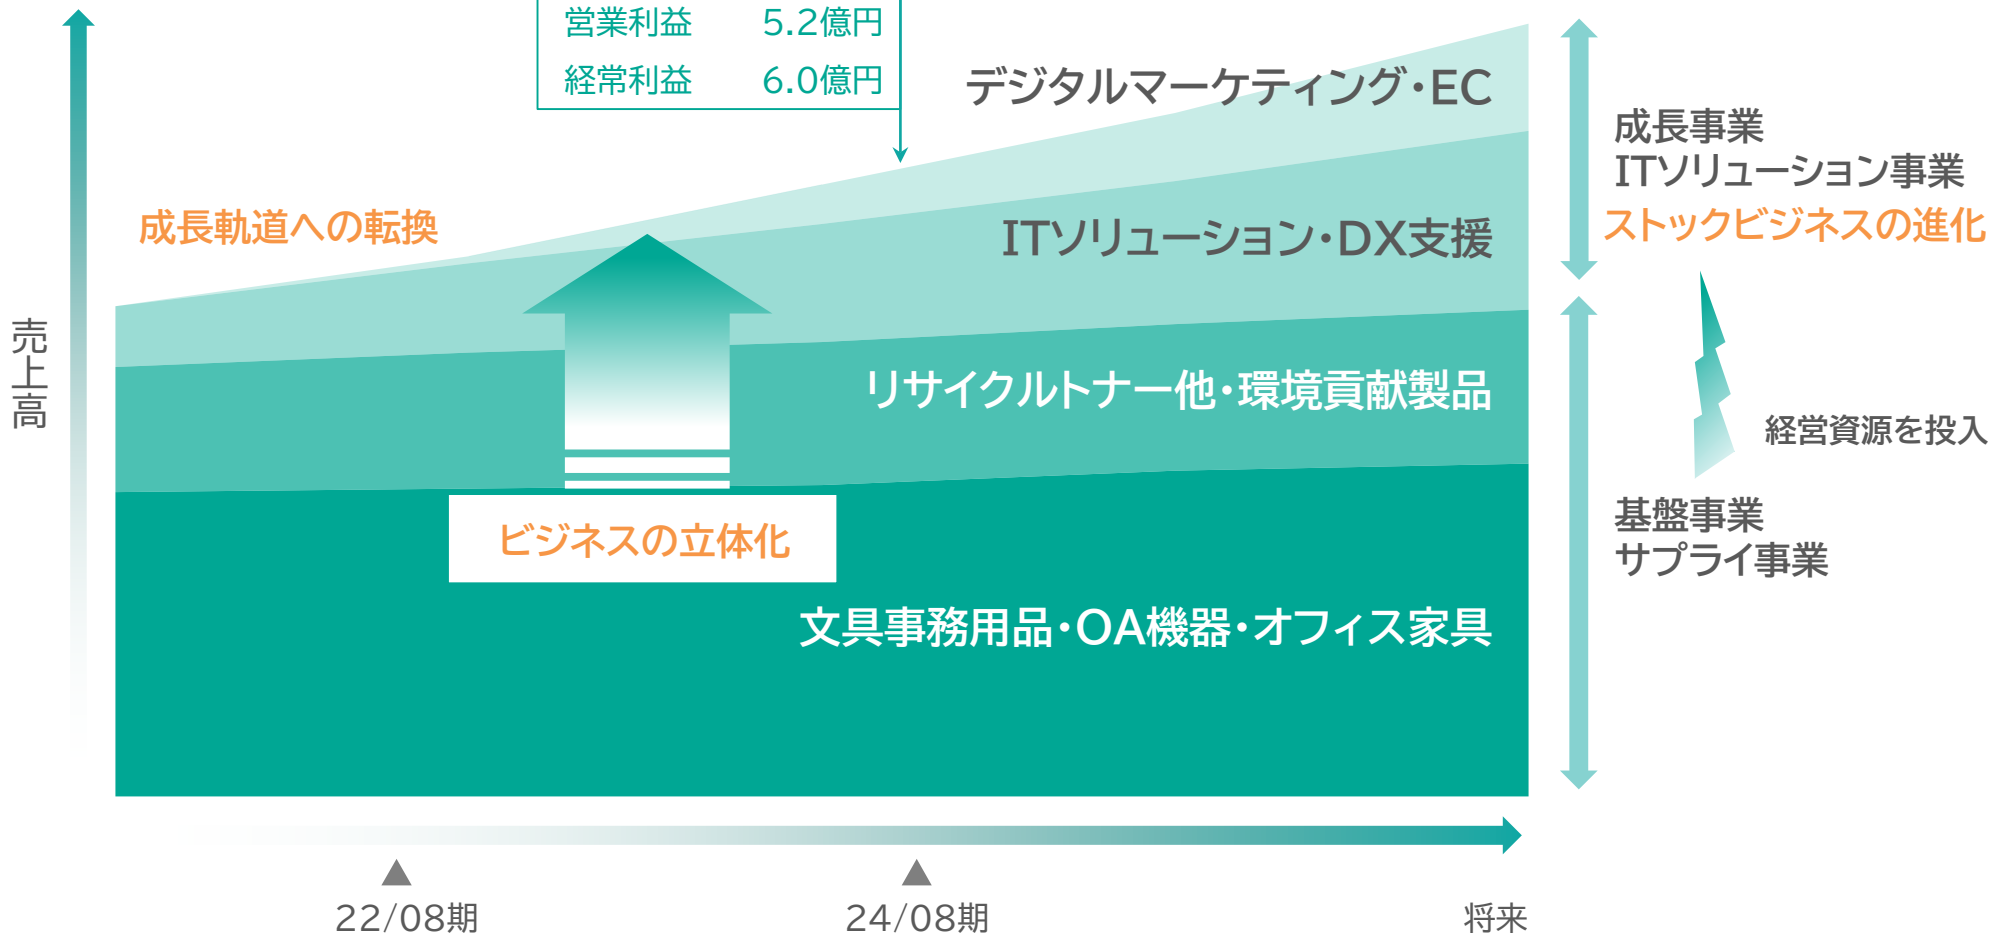 営業利益 5.2億円
経常利益 6.0億円
デジタルマーケティング・EC
成長事業
ITソリューション事業
ストックビジネスの進化
成長軌道への転換
ITソリューション・DX支援
売上高
リサイクルトナー他・環境貢献製品
経営資源を投入
ビジネスの立体化
基盤事業
サプライ事業
文具事務用品・OA機器・オフィス家具
22/08期
24/08期
将来